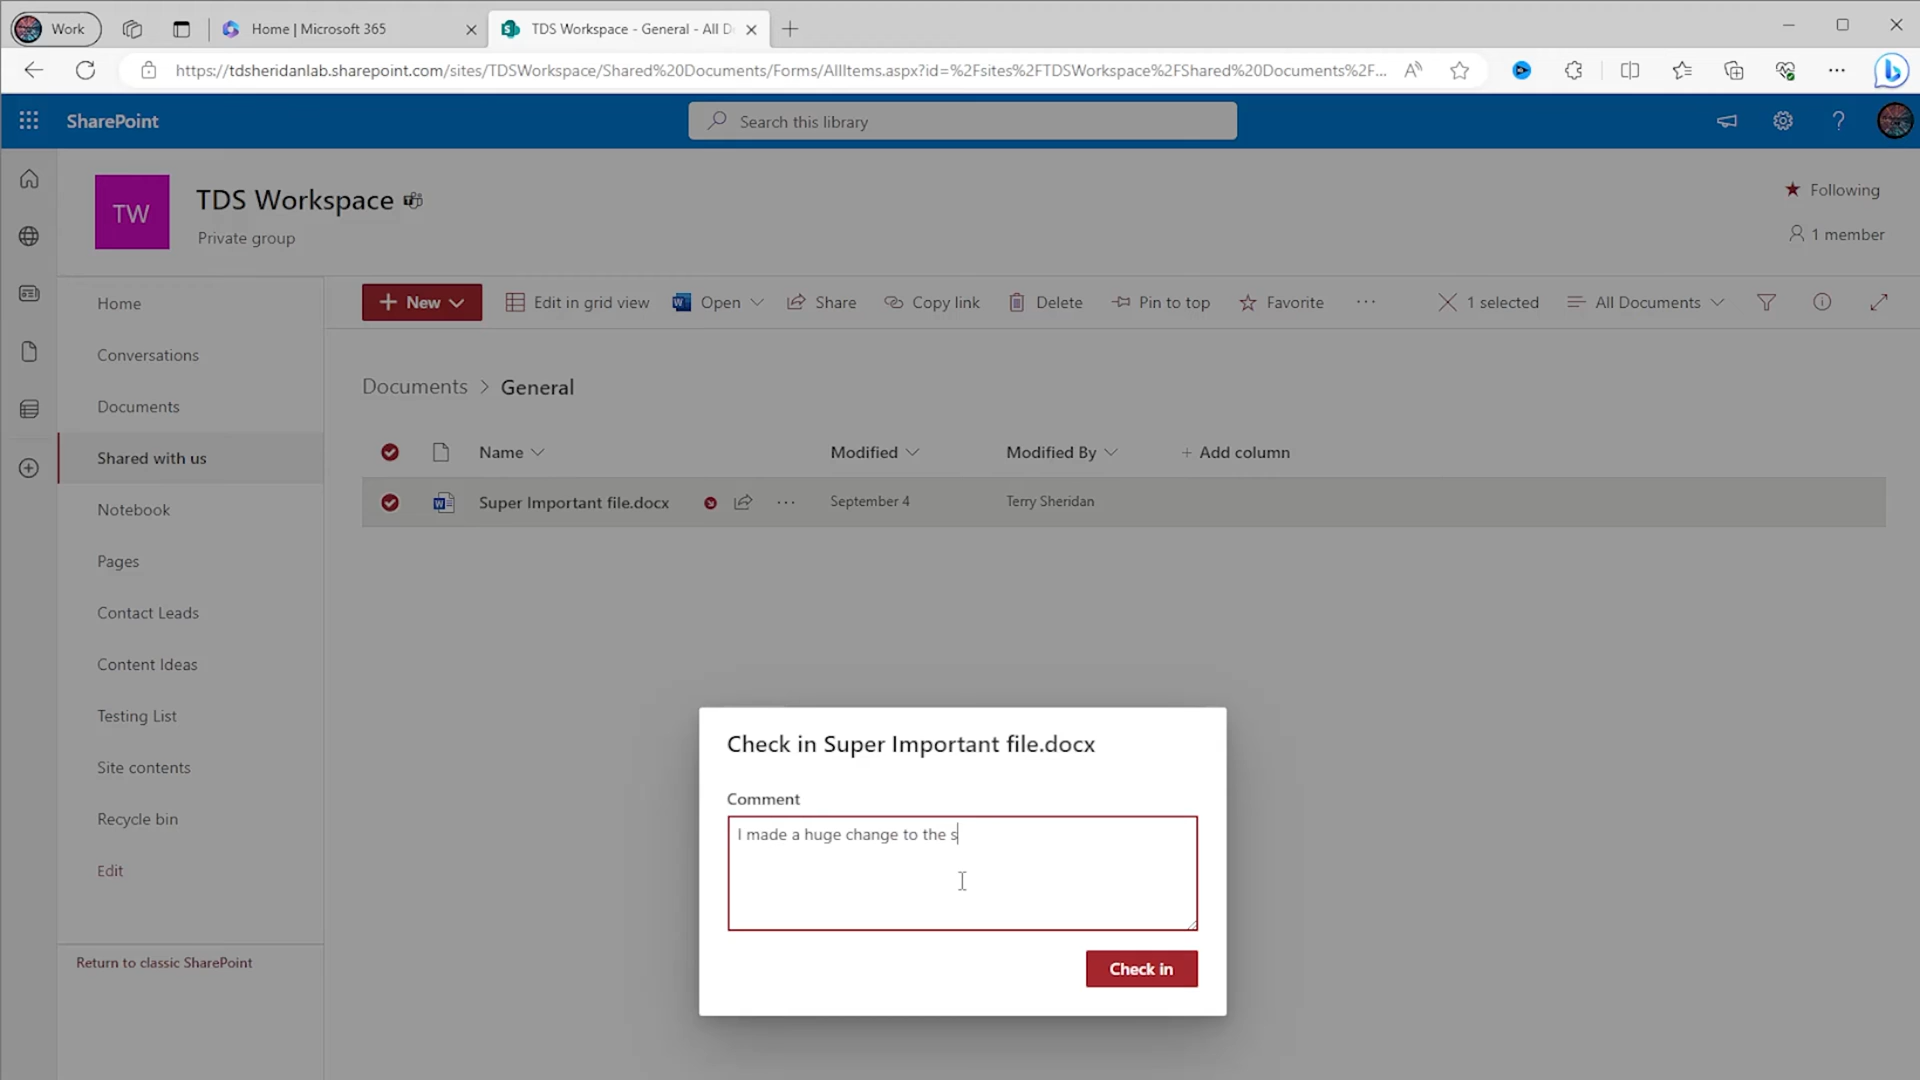 Work
Home | Microsoft 365
TDS Workspace - General - All D
https://tdsheridanlab.sharepoint.com/sites/TDSWorkspace/Shared%20Documents/Forms/AllItems.aspx?id=%2Fsites%2FTDSWorkspace%2FShared%20Documents%2F...
SharePoint
Search this library
TW
TDS Workspace
Private group
Following
1 member
Home
Conversations
Documents
Shared with us
Notebook
Pages
Contact Leads
Content Ideas
Testing List
Site contents
Recycle bin
Edit
Return to classic SharePoint
+ New Edit in grid view Open Share Copy link Delete Pin to top Favorite ··· 1 selected All Documents
Documents > General
Name Modified Modified By + Add column
Super Important file.docx ··· September 4 Terry Sheridan
Check in Super Important file.docx
Comment
I made a huge change to the s
Check in